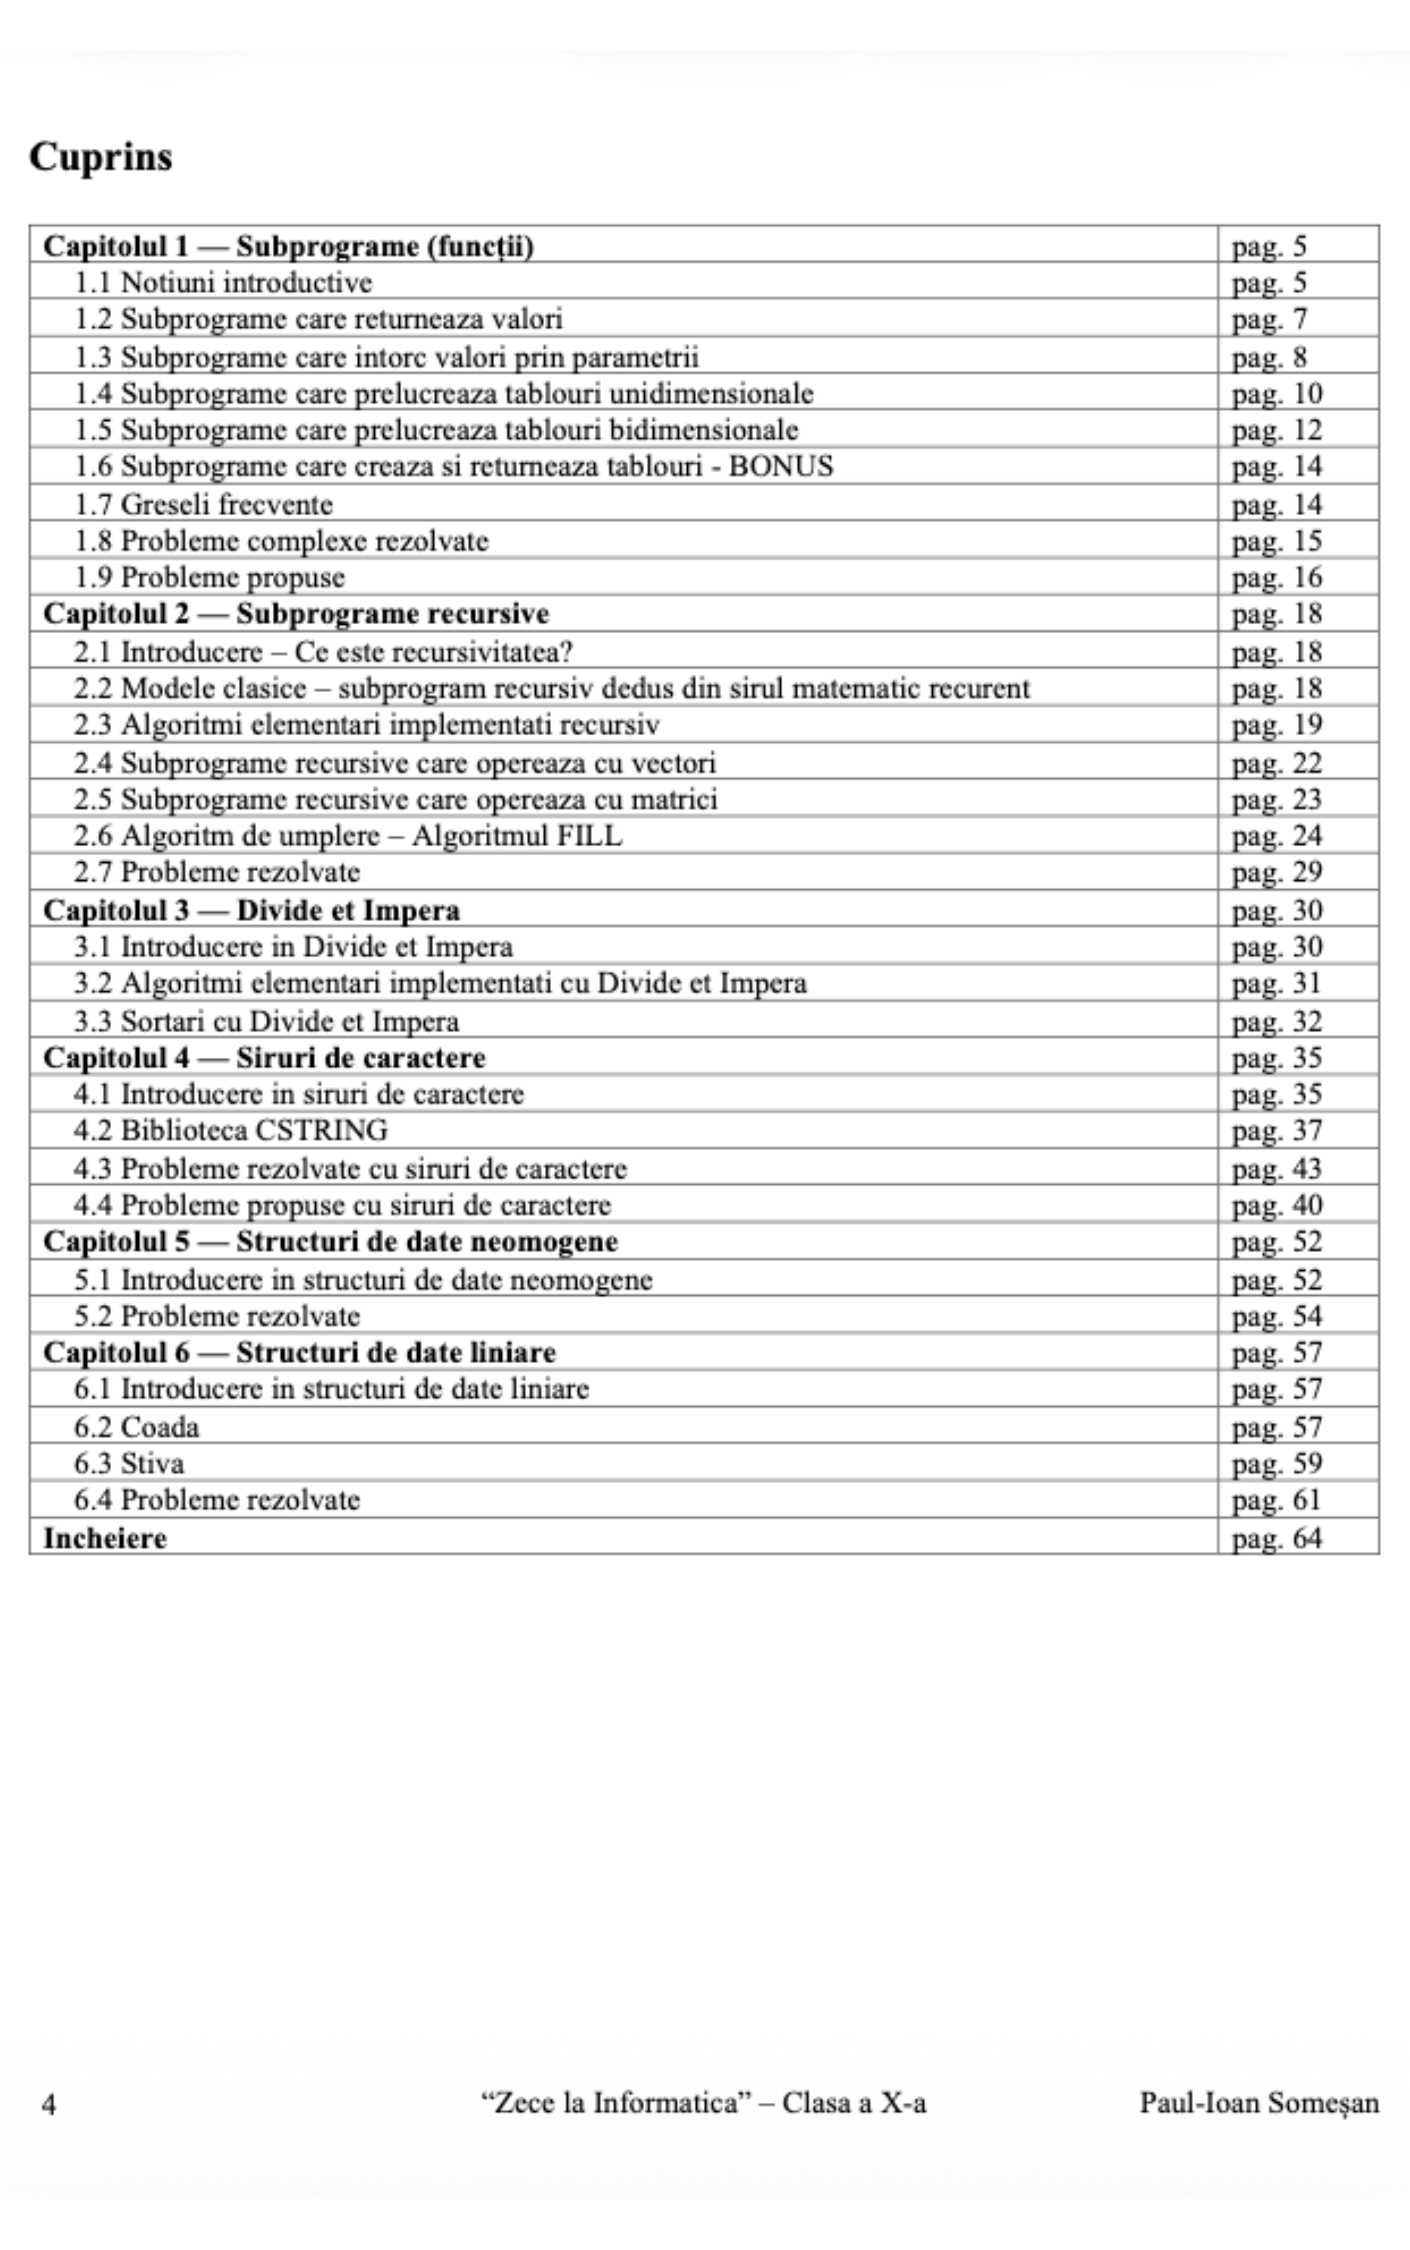 Cuprins
Capitolul 1 — Subprograme (funcții) pag. 5
1.1 Notiuni introductive pag. 5
1.2 Subprograme care returneaza valori pag. 7
1.3 Subprograme care intorc valori prin parametrii pag. 8
1.4 Subprograme care prelucreaza tablouri unidimensionale pag. 10
1.5 Subprograme care prelucreaza tablouri bidimensionale pag. 12
1.6 Subprograme care creaza si returneaza tablouri - BONUS pag. 14
1.7 Greseli frecvente pag. 14
1.8 Probleme complexe rezolvate pag. 15
1.9 Probleme propuse pag. 16
Capitolul 2 — Subprograme recursive pag. 18
2.1 Introducere – Ce este recursivitatea? pag. 18
2.2 Modele clasice – subprogram recursiv dedus din sirul matematic recurent pag. 18
2.3 Algoritmi elementari implementati recursiv pag. 19
2.4 Subprograme recursive care opereaza cu vectori pag. 22
2.5 Subprograme recursive care opereaza cu matrici pag. 23
2.6 Algoritm de umplere – Algoritmul FILL pag. 24
2.7 Probleme rezolvate pag. 29
Capitolul 3 — Divide et Impera pag. 30
3.1 Introducere in Divide et Impera pag. 30
3.2 Algoritmi elementari implementati cu Divide et Impera pag. 31
3.3 Sortari cu Divide et Impera pag. 32
Capitolul 4 — Siruri de caractere pag. 35
4.1 Introducere in siruri de caractere pag. 35
4.2 Biblioteca CSTRING pag. 37
4.3 Probleme rezolvate cu siruri de caractere pag. 43
4.4 Probleme propuse cu siruri de caractere pag. 40
Capitolul 5 — Structuri de date neomogene pag. 52
5.1 Introducere in structuri de date neomogene pag. 52
5.2 Probleme rezolvate pag. 54
Capitolul 6 — Structuri de date liniare pag. 57
6.1 Introducere in structuri de date liniare pag. 57
6.2 Coada pag. 57
6.3 Stiva pag. 59
6.4 Probleme rezolvate pag. 61
Incheiere pag. 64
4 “Zece la Informatica” – Clasa a X-a Paul-Ioan Someșan